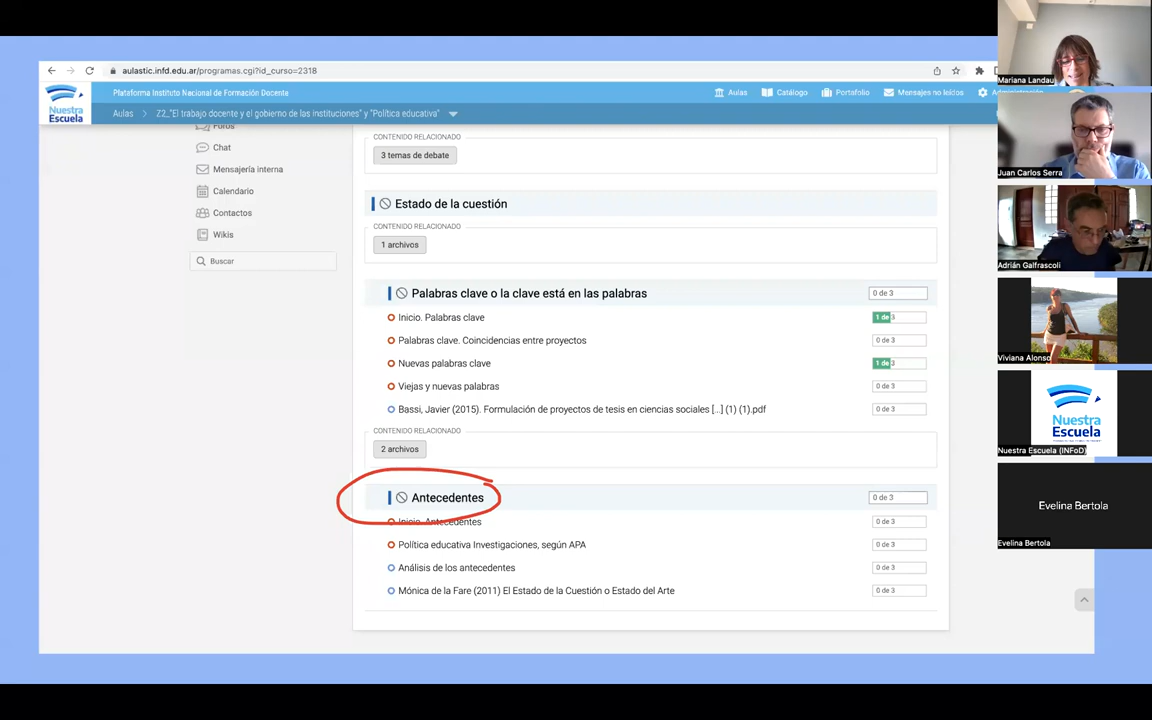 aulastic.infd.edu.ar/programas.cgi?id_curso=2318
Nuestra
Escuela
Plataforma Instituto Nacional de Formación Docente
Aulas
Catálogo
Portafolio
Mensajes no leídos
Administración
Aulas
Z2_"El trabajo docente y el gobierno de las instituciones" y "Política educativa"
Foros
Chat
Mensajería interna
Calendario
Contactos
Wikis
Buscar
CONTENIDO RELACIONADO
3 temas de debate
Estado de la cuestión
CONTENIDO RELACIONADO
1 archivos
Palabras clave o la clave está en las palabras
0 de 3
Inicio. Palabras clave
1 de 3
Palabras clave. Coincidencias entre proyectos
0 de 3
Nuevas palabras clave
1 de 3
Viejas y nuevas palabras
0 de 3
Bassi, Javier (2015). Formulación de proyectos de tesis en ciencias sociales [...] (1) (1).pdf
0 de 3
CONTENIDO RELACIONADO
2 archivos
Antecedentes
0 de 3
Inicio. Antecedentes
0 de 3
Política educativa Investigaciones, según APA
0 de 3
Análisis de los antecedentes
0 de 3
Mónica de la Fare (2011) El Estado de la Cuestión o Estado del Arte
0 de 3
Mariana Landau
Juan Carlos Serra
Adrián Galfrascoli
Viviana Alonso
Nuestra
Escuela
Nuestra Escuela (INFoD)
Evelina Bertola
Evelina Bertola